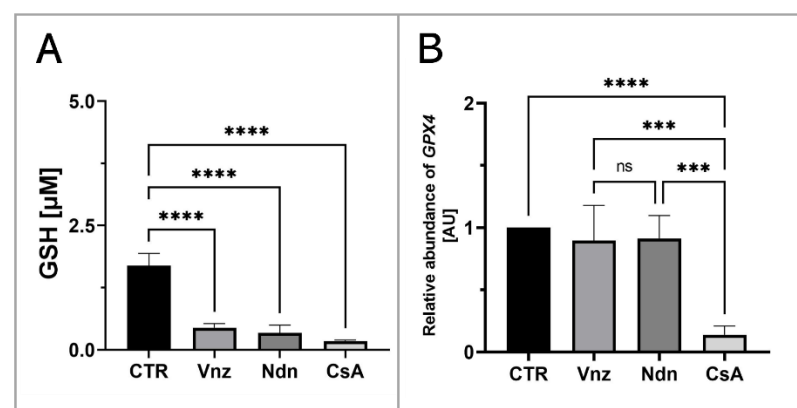 A
GSH [µM]
5.0
2.5
0.0
****
****
****
CTR Vnz Ndn CsA
B
Relative abundance of GPX4
[AU]
2
1
0
****
***
ns
***
CTR Vnz Ndn CsA